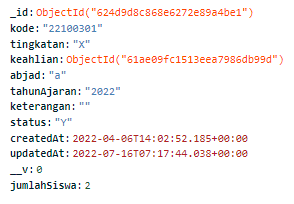 _id: ObjectId("624d9d8c868e6272e89a4be1")
kode: "22100301"
tingkatan: "X"
keahlian: ObjectId("61ae09fc1513eea7986db99d")
abjad: "a"
tahunAjaran: "2022"
keterangan: ""
status: "Y"
createdAt: 2022-04-06T14:02:52.185+00:00
updatedAt: 2022-07-16T07:17:44.038+00:00
__v: 0
jumlahSiswa: 2